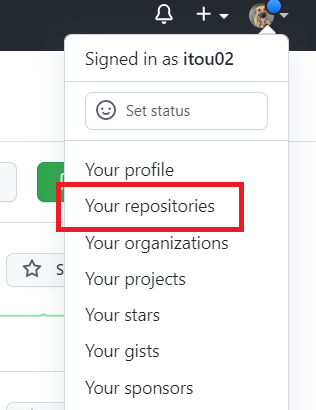 Signed in as itou02
Set status
Your profile
Your repositories
Your organizations
Your projects
Your stars
Your gists
Your sponsors